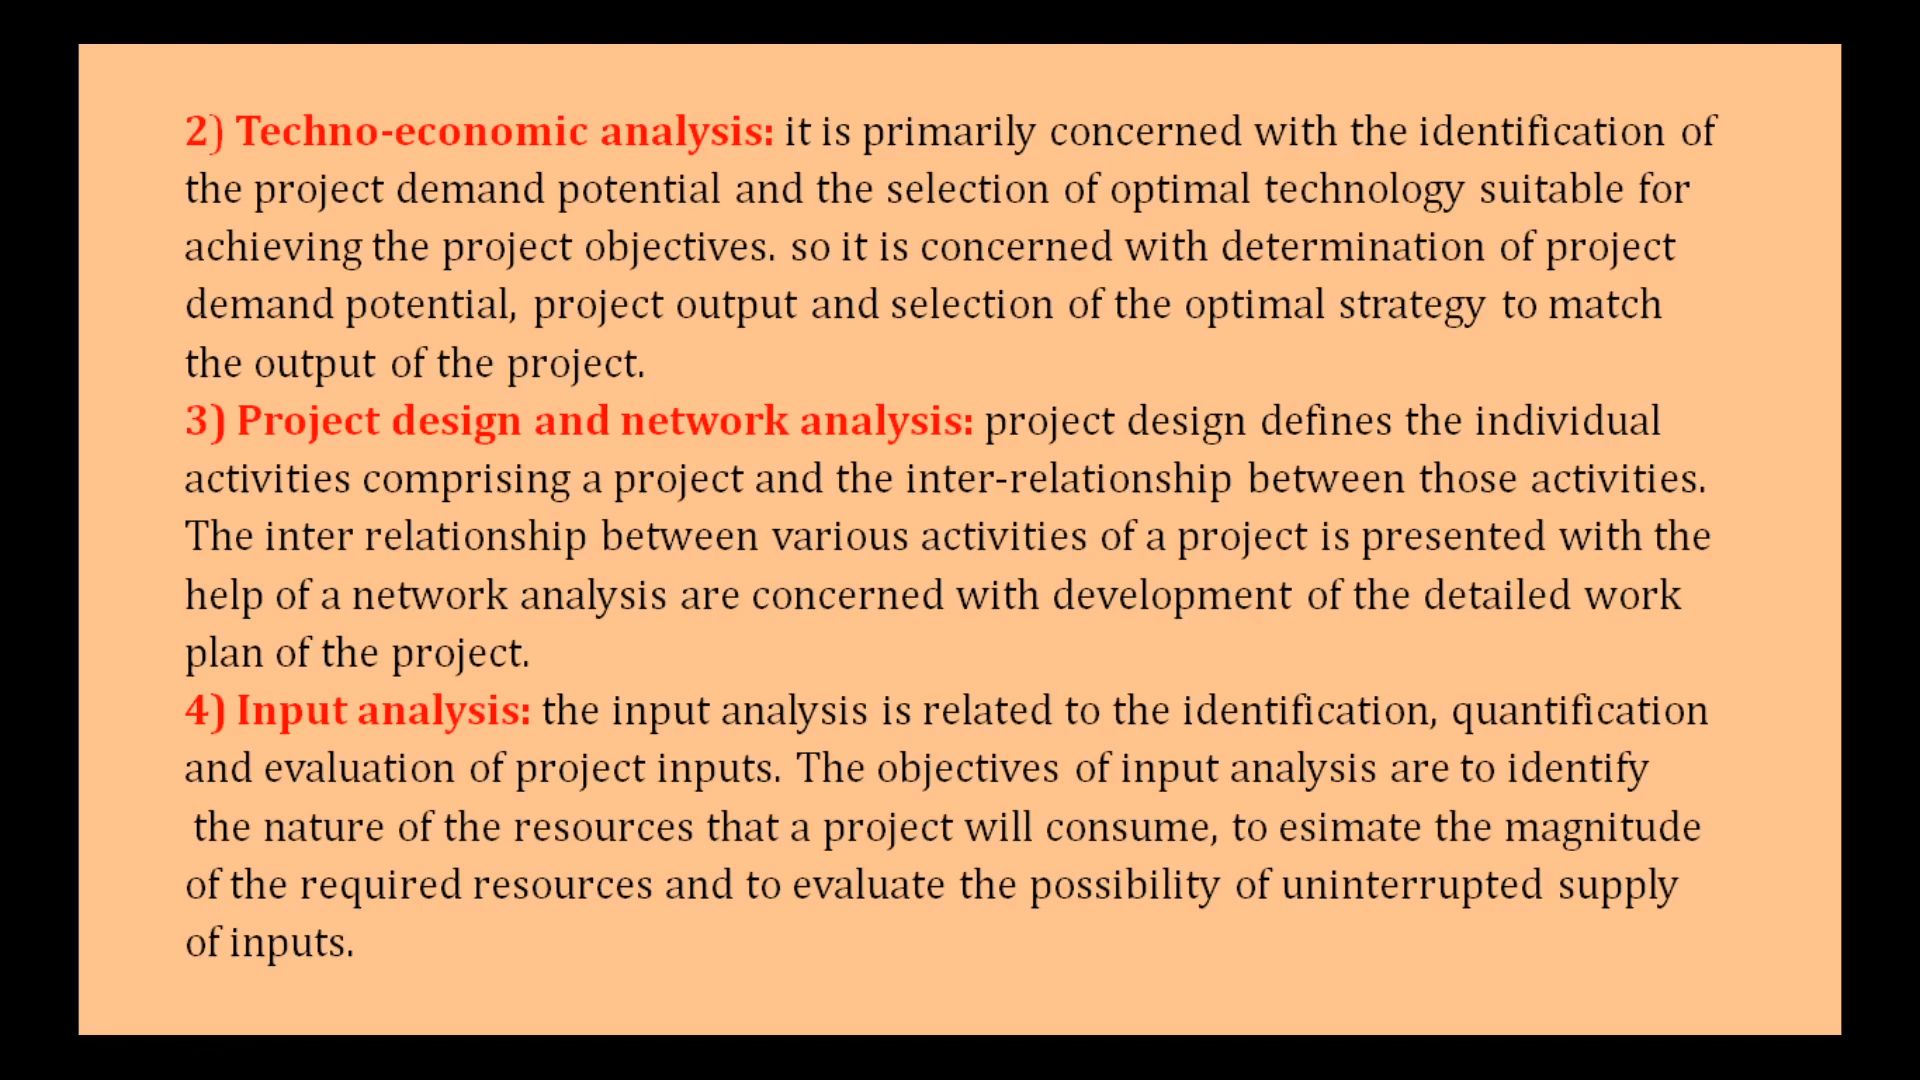 2) Techno-economic analysis: it is primarily concerned with the identification of
the project demand potential and the selection of optimal technology suitable for
achieving the project objectives. so it is concerned with determination of project
demand potential, project output and selection of the optimal strategy to match
the output of the project.
3) Project design and network analysis: project design defines the individual
activities comprising a project and the inter-relationship between those activities.
The inter relationship between various activities of a project is presented with the
help of a network analysis are concerned with development of the detailed work
plan of the project.
4) Input analysis: the input analysis is related to the identification, quantification
and evaluation of project inputs. The objectives of input analysis are to identify
the nature of the resources that a project will consume, to esimate the magnitude
of the required resources and to evaluate the possibility of uninterrupted supply
of inputs.